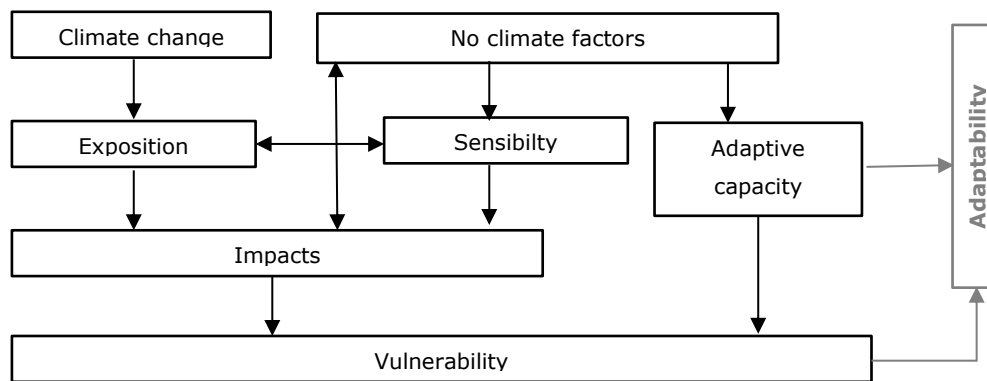 Climate change
No climate factors
Exposition
Sensibilty
Adaptive
capacity
Adaptability
Impacts
Vulnerability